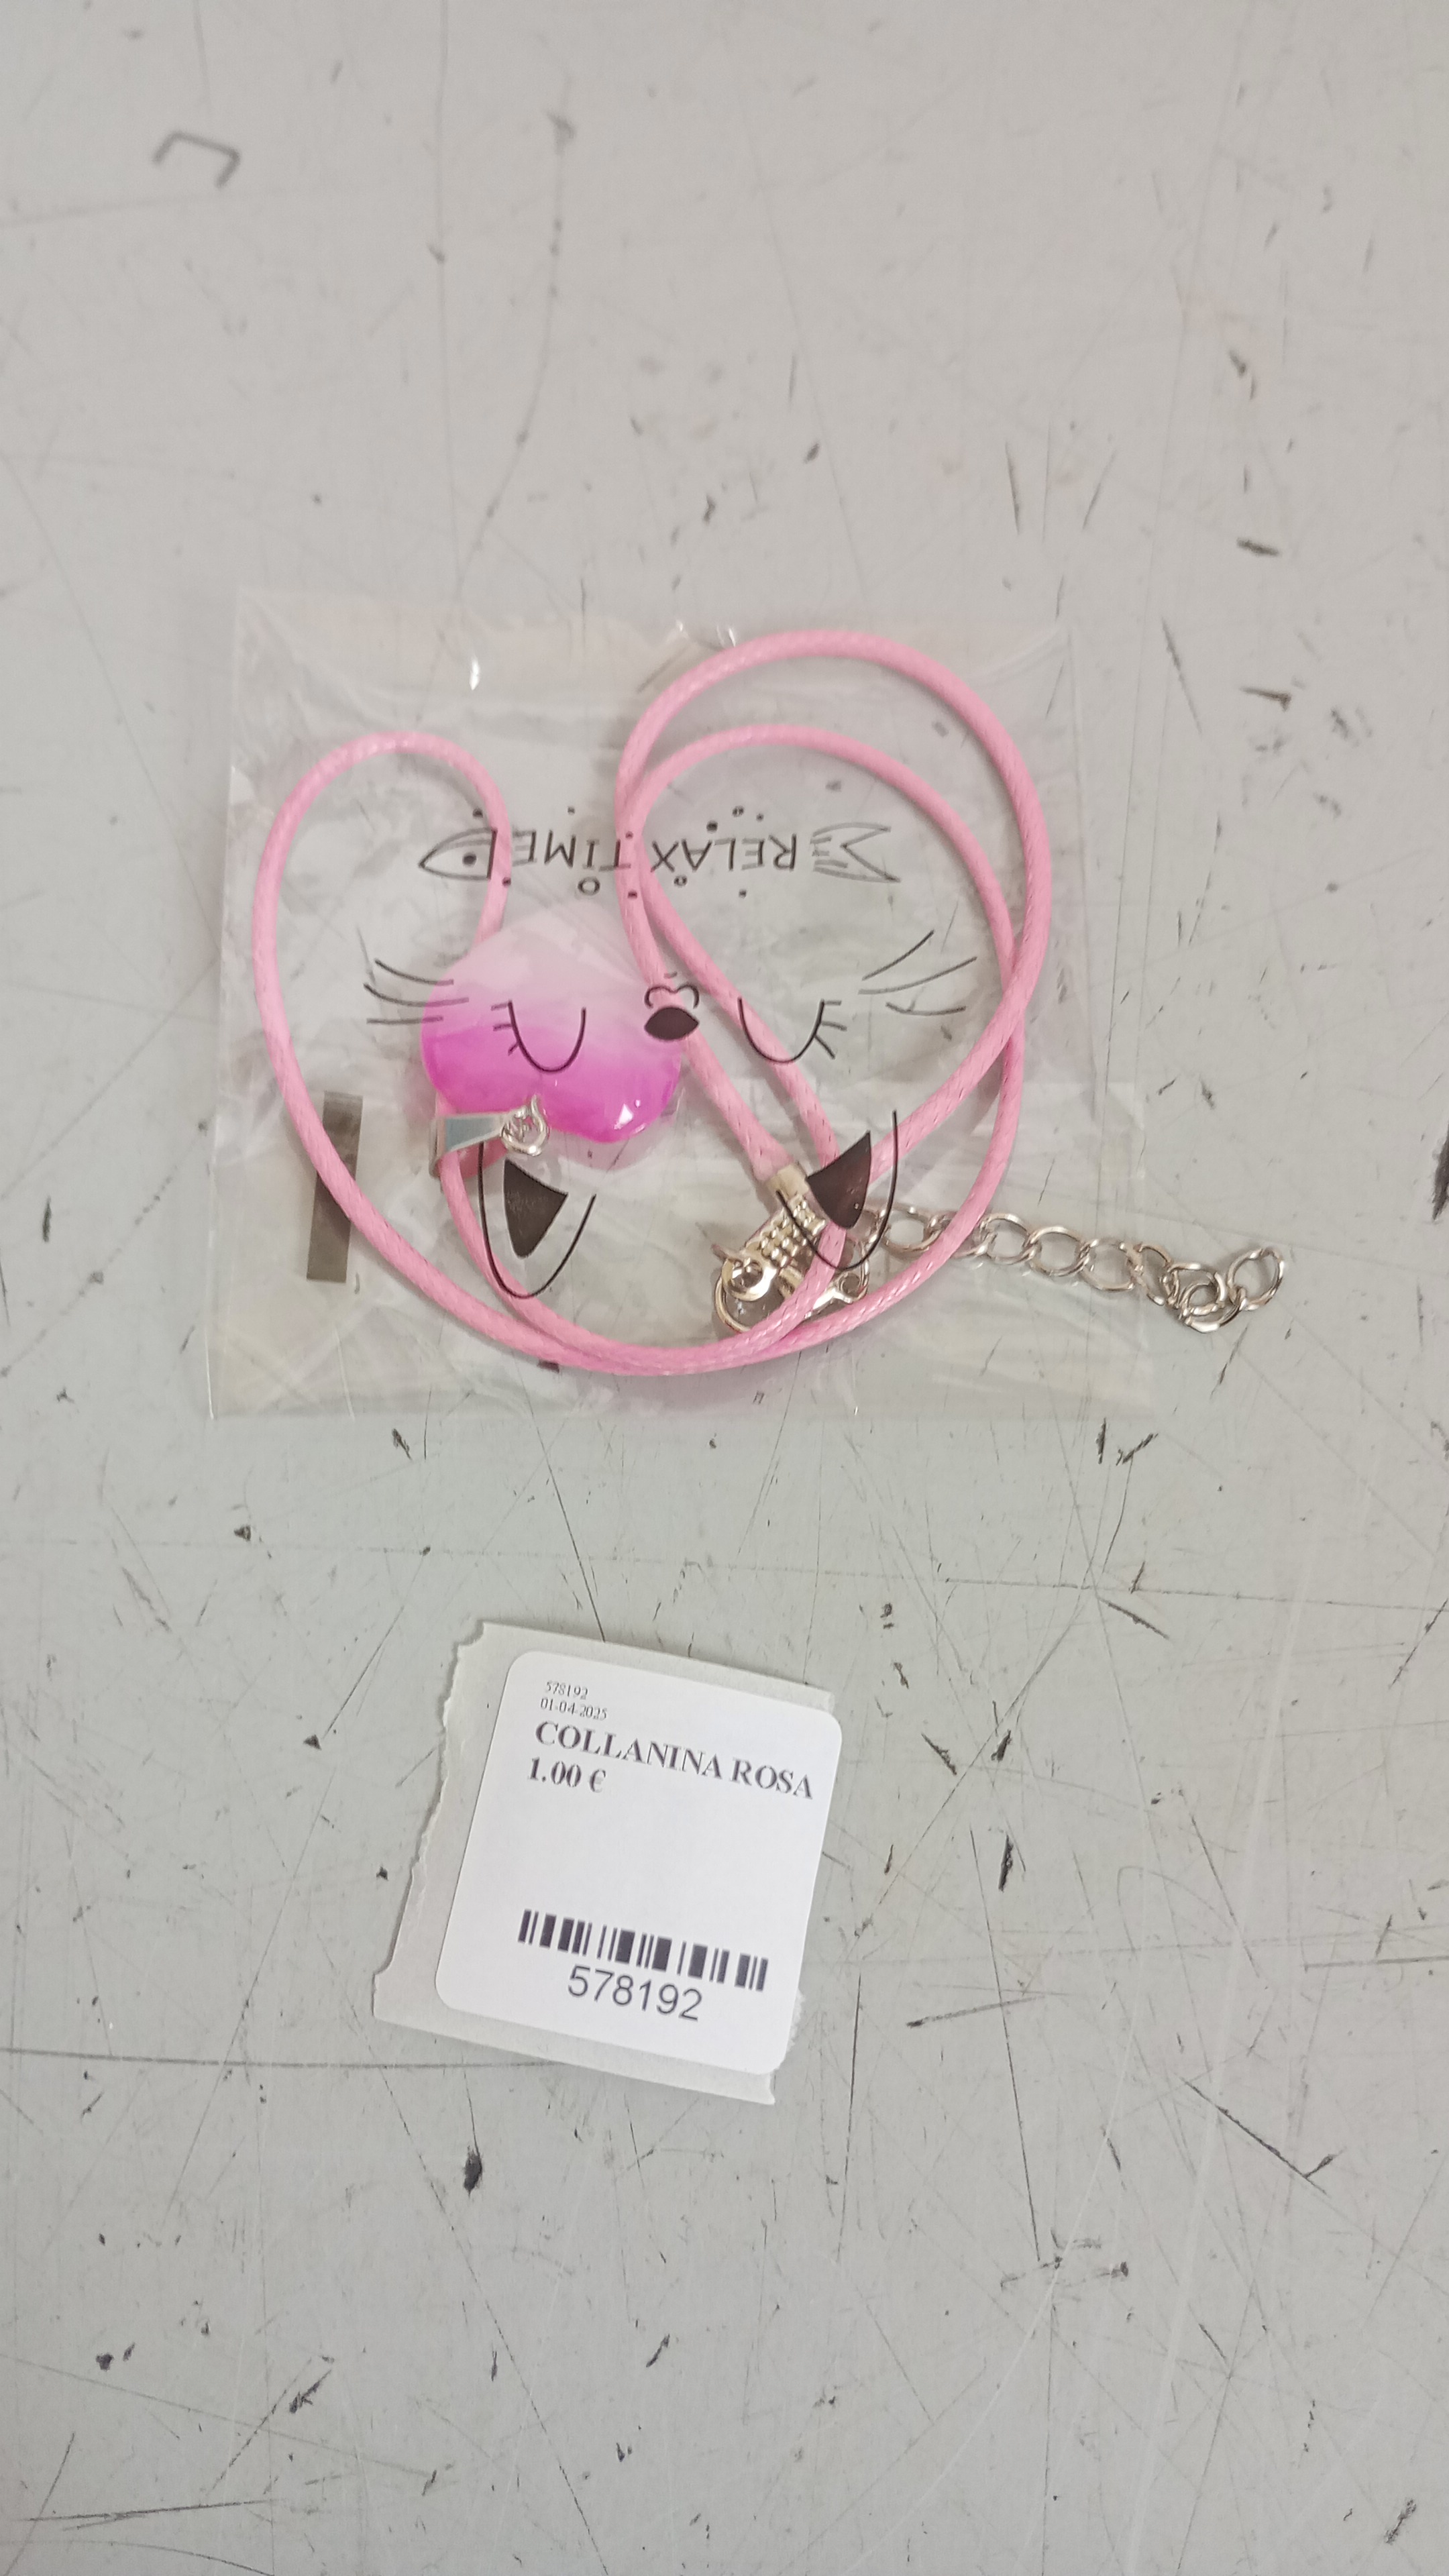 RELAX TIME
578192
01-04-2025
COLLANINA ROSA
1.00 €
578192